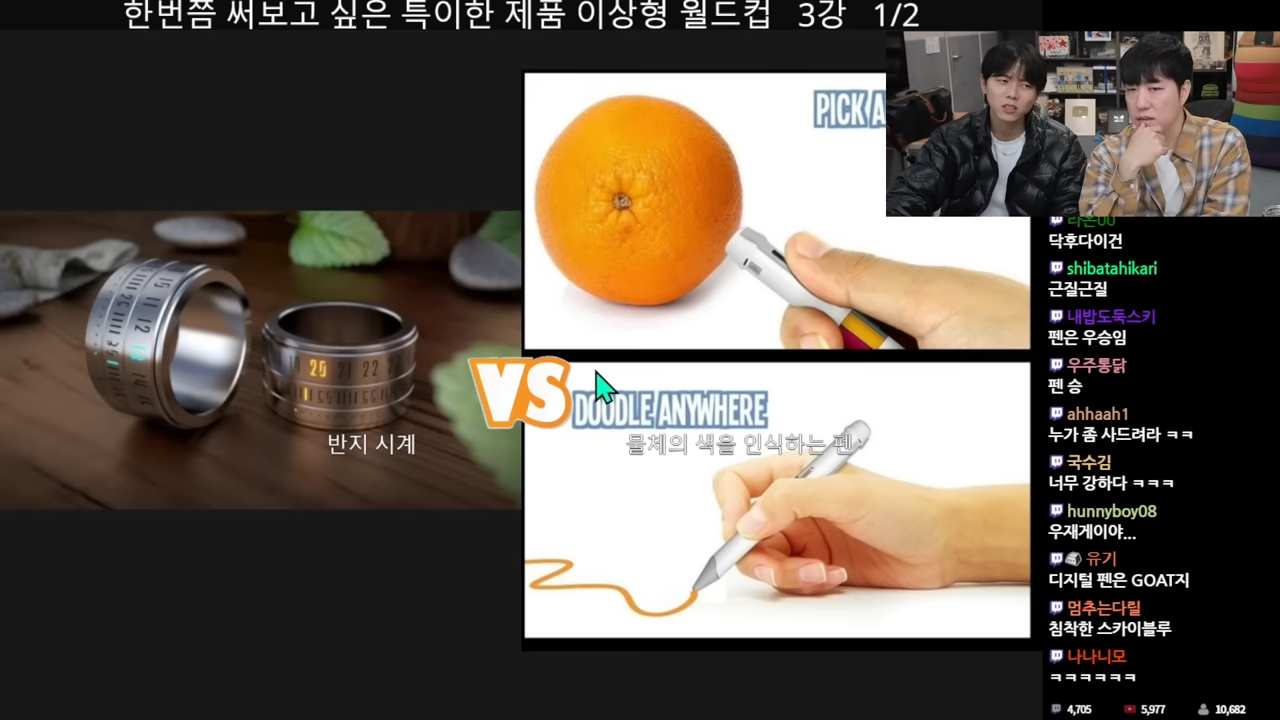 한번쯤 써보고 싶은 특이한 제품 이상형 월드컵 3강 1/2
PICK A
VS
DOODLE ANYWHERE
반지 시계
물체의 색을 인식하는 펜
라온00
닥후다이건
shibatahikari
근질근질
내밥도둑스키
펜은 우승임
우주통닭
펜 승
ahhaah1
누가 좀 사드려라 ㅋㅋ
국수김
너무 강하다 ㅋㅋㅋ
hunnyboy08
우재게이야...
유기
디지털 펜은 GOAT지
멈추는다릴
침착한 스카이블루
나나니모
ㅋㅋㅋㅋㅋㅋ
4,705 5,977 10,682